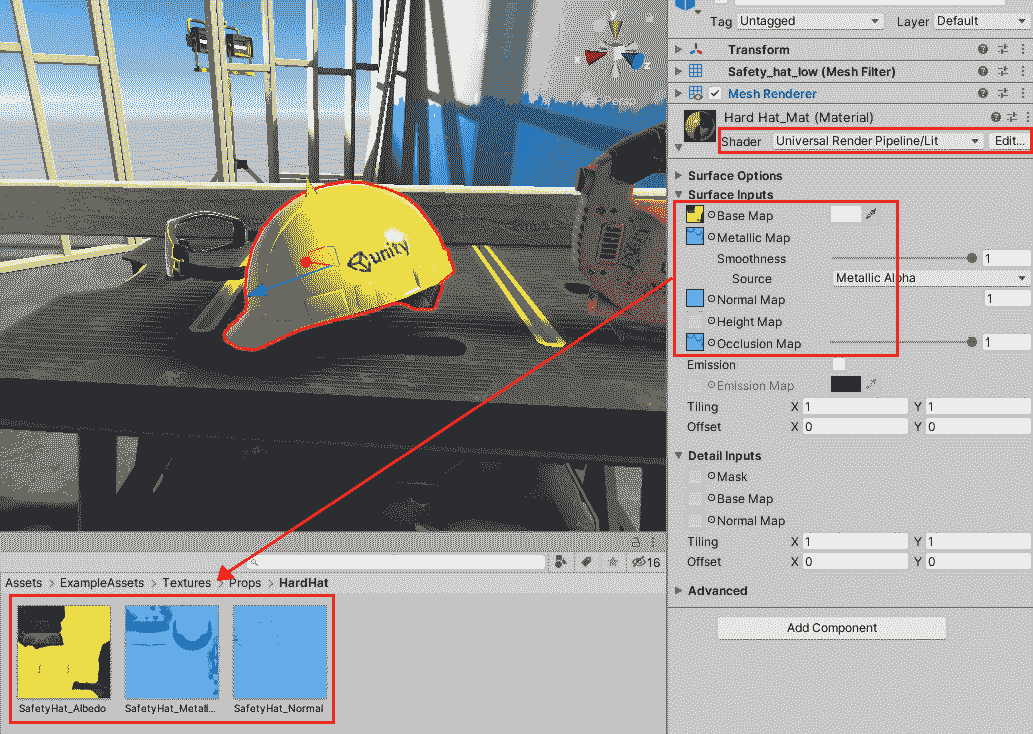 Tag Untagged Layer Default
Transform
Safety_hat_low (Mesh Filter)
Mesh Renderer
Hard Hat_Mat (Material)
Shader Universal Render Pipeline/Lit Edit...
Surface Options
Surface Inputs
Base Map
Metallic Map
Smoothness 1
Source Metallic Alpha
Normal Map 1
Height Map
Occlusion Map 1
Emission
Emission Map
Tiling X 1 Y 1
Offset X 0 Y 0
Detail Inputs
Mask
Base Map
Normal Map
Tiling X 1 Y 1
Offset X 0 Y 0
Advanced
Add Component
unity
16
Assets > ExampleAssets > Textures > Props > HardHat
SafetyHat_Albedo SafetyHat_Metalli... SafetyHat_Normal